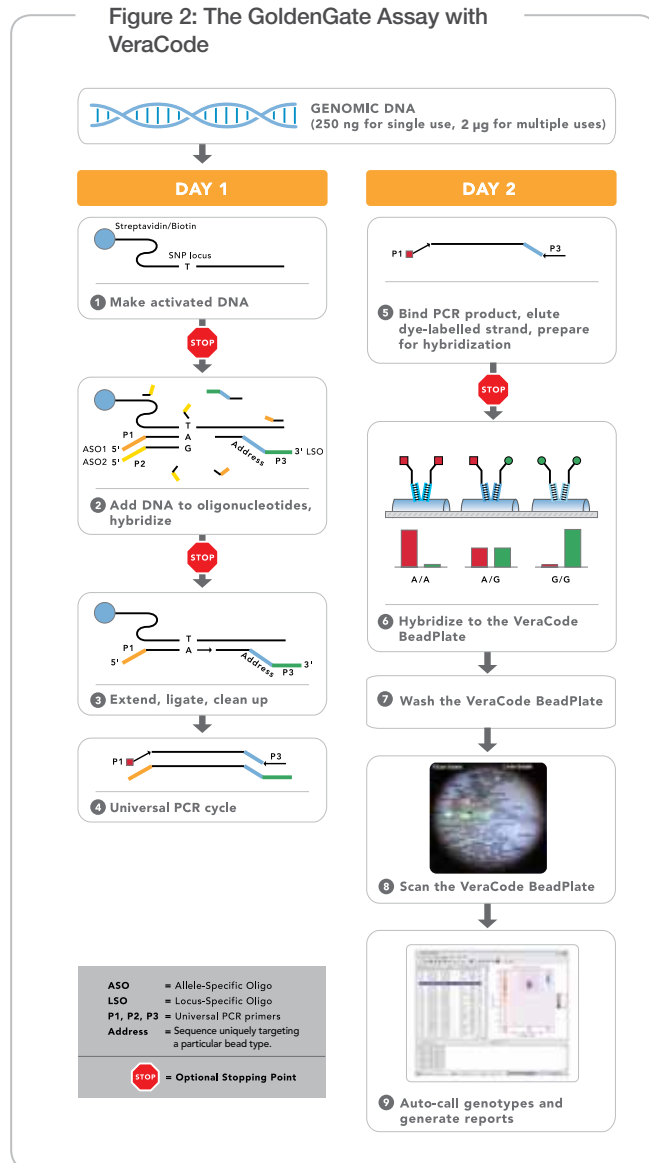 Figure 2: The GoldenGate Assay with
VeraCode
GENOMIC DNA
(250 ng for single use, 2 µg for multiple uses)
DAY 1
Streptavidin/Biotin
SNP locus
T
1 Make activated DNA
STOP
T
P1
A
ASO1 5'
G
ASO2 5'
P2
Address
P3
3' LSO
2 Add DNA to oligonucleotides,
hybridize
STOP
T
P1
A
5'
Address
P3
3'
3 Extend, ligate, clean up
P1
P3
4 Universal PCR cycle
DAY 2
P1
P3
5 Bind PCR product, elute
dye-labelled strand, prepare
for hybridization
STOP
A/A
A/G
G/G
6 Hybridize to the VeraCode
BeadPlate
7 Wash the VeraCode BeadPlate
8 Scan the VeraCode BeadPlate
9 Auto-call genotypes and
generate reports
ASO = Allele-Specific Oligo
LSO = Locus-Specific Oligo
P1, P2, P3 = Universal PCR primers
Address = Sequence uniquely targeting
a particular bead type.
STOP = Optional Stopping Point